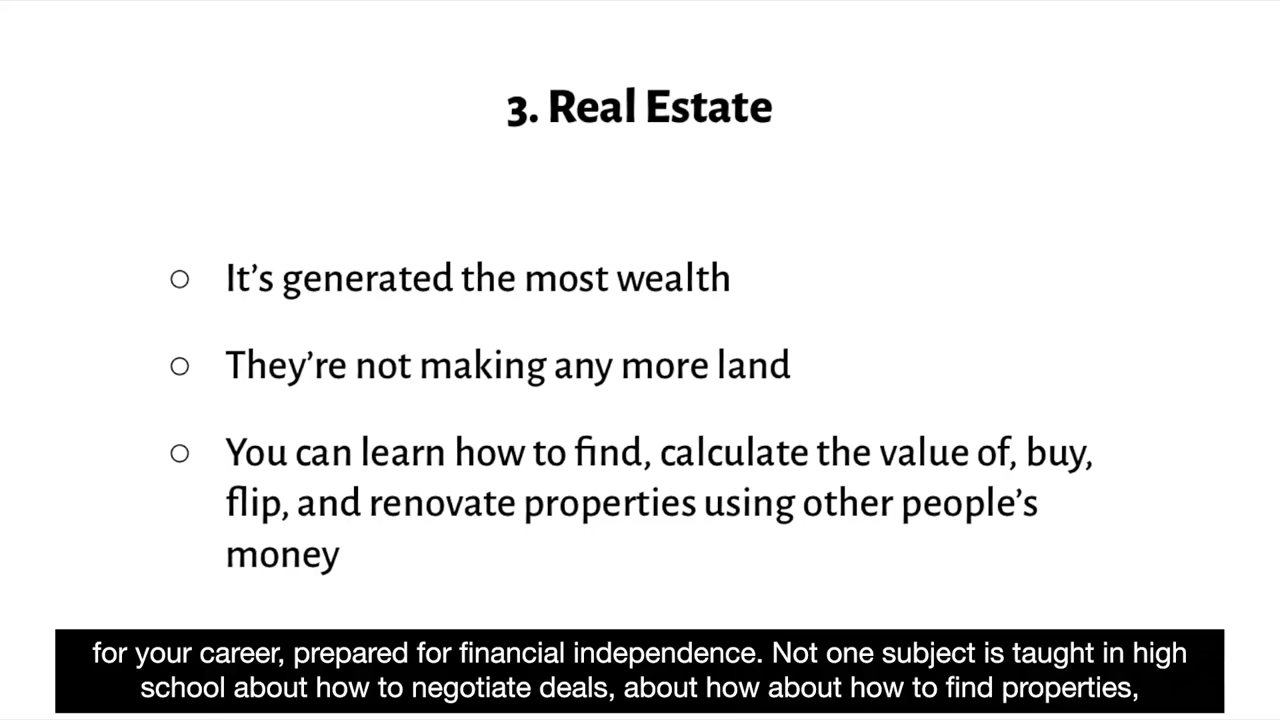 3. Real Estate
○ It's generated the most wealth
○ They're not making any more land
○ You can learn how to find, calculate the value of, buy,
flip, and renovate properties using other people's
money
for your career, prepared for financial independence. Not one subject is taught in high
school about how to negotiate deals, about how about how to find properties,